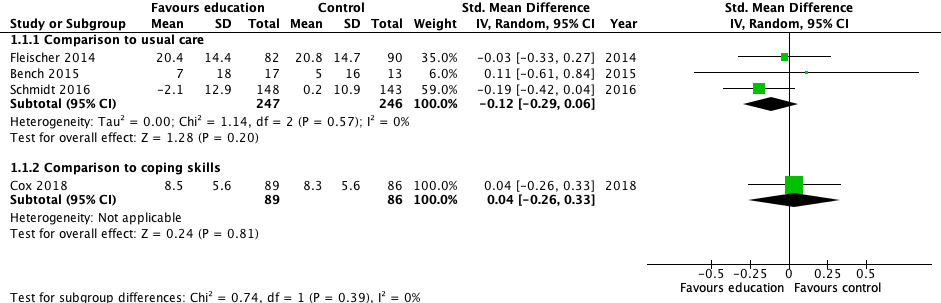 Favours education Control Std. Mean Difference Std. Mean Difference
Study or Subgroup Mean SD Total Mean SD Total Weight IV, Random, 95% CI Year IV, Random, 95% CI
1.1.1 Comparison to usual care
Fleischer 2014 20.4 14.4 82 20.8 14.7 90 35.0% −0.03 [−0.33, 0.27] 2014
Bench 2015 7 18 17 5 16 13 6.0% 0.11 [−0.61, 0.84] 2015
Schmidt 2016 −2.1 12.9 148 0.2 10.9 143 59.0% −0.19 [−0.42, 0.04] 2016
Subtotal (95% CI) 247 246 100.0% −0.12 [−0.29, 0.06]
Heterogeneity: Tau² = 0.00; Chi² = 1.14, df = 2 (P = 0.57); I² = 0%
Test for overall effect: Z = 1.28 (P = 0.20)
1.1.2 Comparison to coping skills
Cox 2018 8.5 5.6 89 8.3 5.6 86 100.0% 0.04 [−0.26, 0.33] 2018
Subtotal (95% CI) 89 86 100.0% 0.04 [−0.26, 0.33]
Heterogeneity: Not applicable
Test for overall effect: Z = 0.24 (P = 0.81)
−0.5 −0.25 0 0.25 0.5
Favours education Favours control
Test for subgroup differences: Chi² = 0.74, df = 1 (P = 0.39), I² = 0%